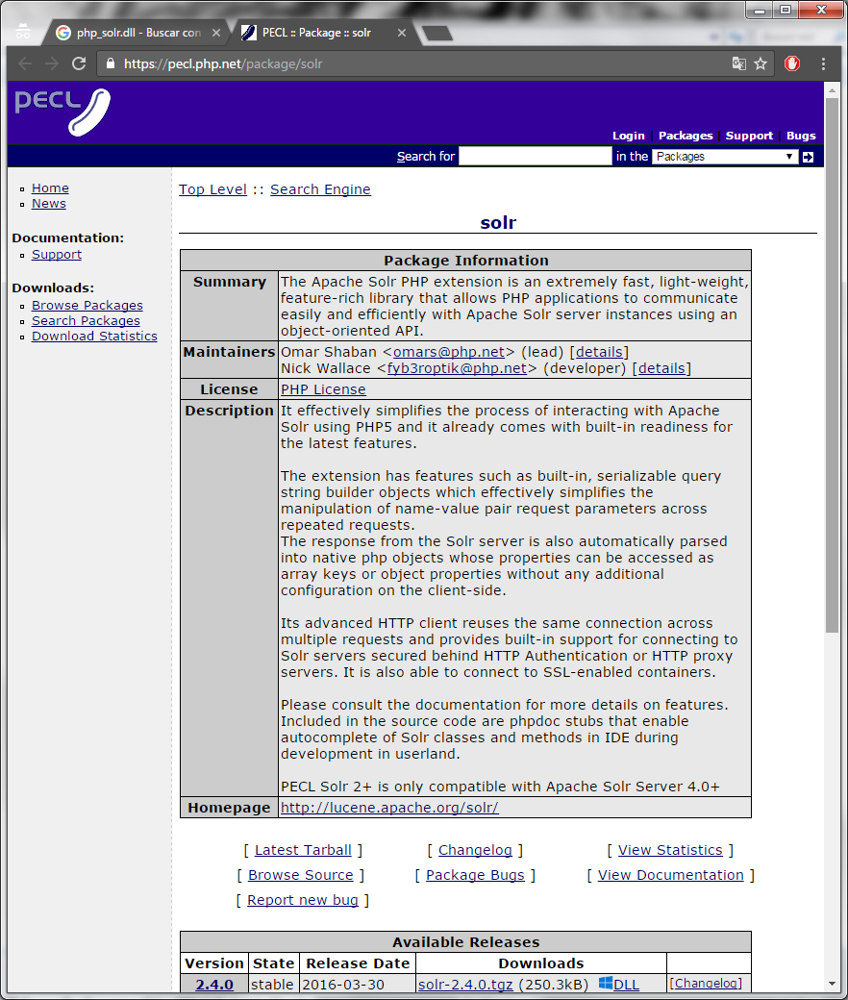 php_solr.dll - Buscar con
PECL :: Package :: solr
https://pecl.php.net/package/solr
PECL
Login Packages Support Bugs
Search for in the Packages
Home
News
Documentation:
Support
Downloads:
Browse Packages
Search Packages
Download Statistics
Top Level :: Search Engine
solr
Package Information
Summary
The Apache Solr PHP extension is an extremely fast, light-weight,
feature-rich library that allows PHP applications to communicate
easily and efficiently with Apache Solr server instances using an
object-oriented API.
Maintainers
Omar Shaban <omars@php.net> (lead) [details]
Nick Wallace <fyb3roptik@php.net> (developer) [details]
License
PHP License
Description
It effectively simplifies the process of interacting with Apache
Solr using PHP5 and it already comes with built-in readiness for
the latest features.
The extension has features such as built-in, serializable query
string builder objects which effectively simplifies the
manipulation of name-value pair request parameters across
repeated requests.
The response from the Solr server is also automatically parsed
into native php objects whose properties can be accessed as
array keys or object properties without any additional
configuration on the client-side.
Its advanced HTTP client reuses the same connection across
multiple requests and provides built-in support for connecting to
Solr servers secured behind HTTP Authentication or HTTP proxy
servers. It is also able to connect to SSL-enabled containers.
Please consult the documentation for more details on features.
Included in the source code are phpdoc stubs that enable
autocomplete of Solr classes and methods in IDE during
development in userland.
PECL Solr 2+ is only compatible with Apache Solr Server 4.0+
Homepage
http://lucene.apache.org/solr/
[ Latest Tarball ] [ Changelog ] [ View Statistics ]
[ Browse Source ] [ Package Bugs ] [ View Documentation ]
[ Report new bug ]
Available Releases
Version State Release Date Downloads
2.4.0 stable 2016-03-30 solr-2.4.0.tgz (250.3kB) DLL [Changelog]